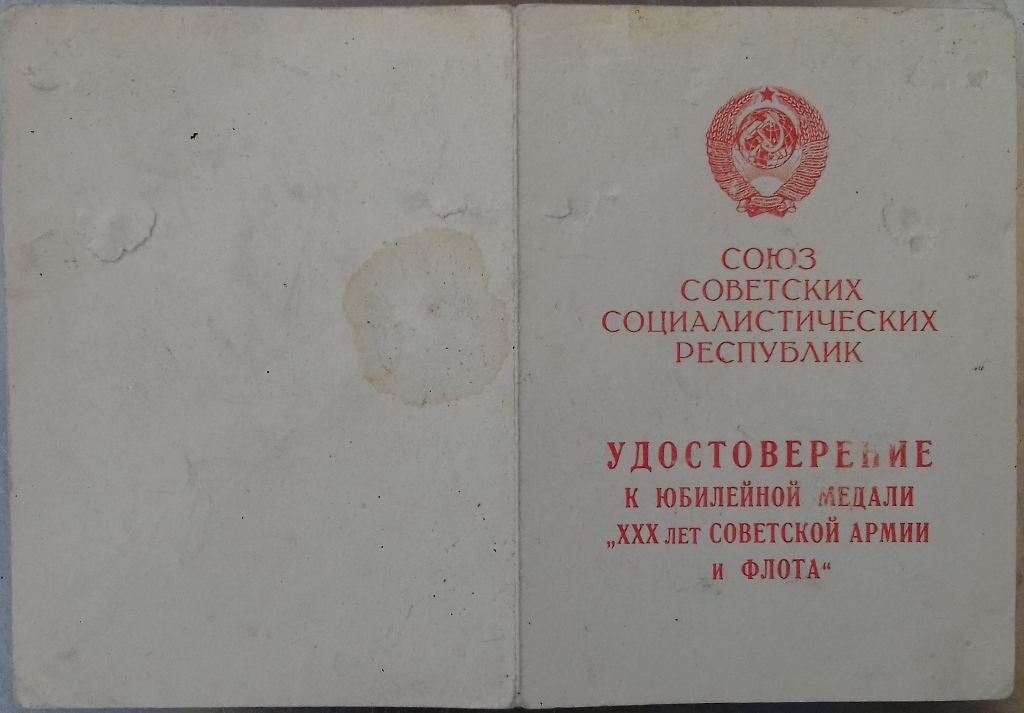 СОЮЗ
СОВЕТСКИХ
СОЦИАЛИСТИЧЕСКИХ
РЕСПУБЛИК
УДОСТОВЕРЕНИЕ
К ЮБИЛЕЙНОЙ МЕДАЛИ
„XXX ЛЕТ СОВЕТСКОЙ АРМИИ
И ФЛОТА“